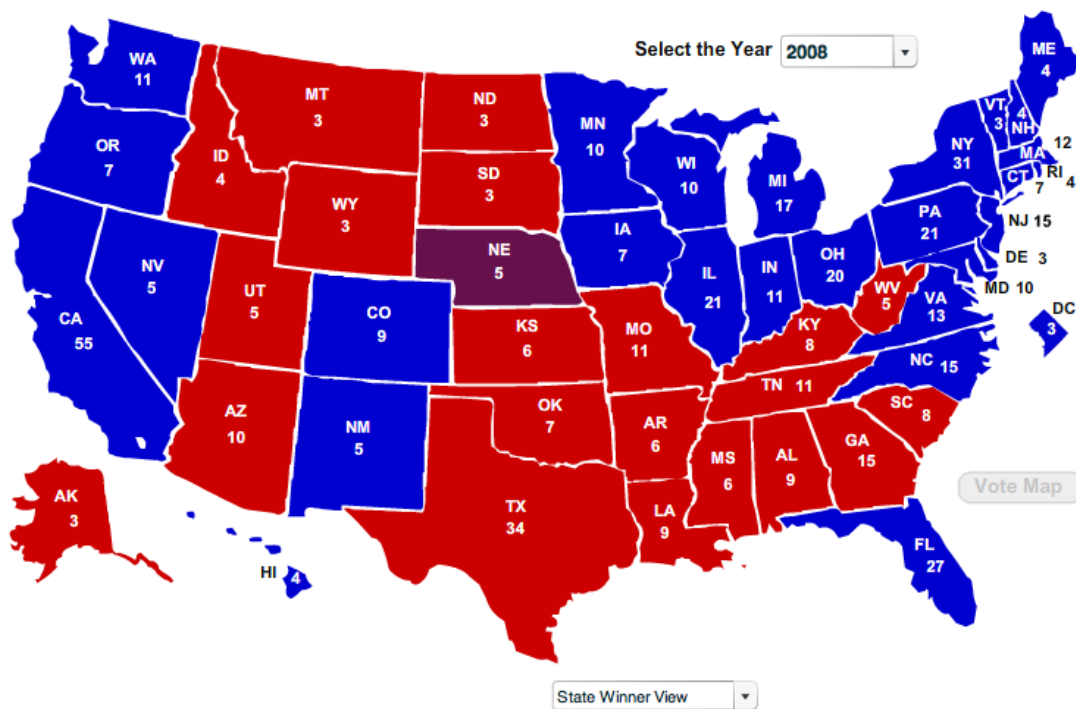 Select the Year 2008
WA
11
OR
7
CA
55
NV
5
ID
4
MT
3
WY
3
UT
5
AZ
10
CO
9
NM
5
ND
3
SD
3
NE
5
KS
6
OK
7
TX
34
MN
10
IA
7
MO
11
AR
6
LA
9
WI
10
IL
21
MI
17
IN
11
OH
20
KY
8
TN 11
MS
6
AL
9
GA
15
FL
27
SC 8
NC 15
VA
13
WV
5
PA
21
NY
31
VT
3
4
NH
ME
4
12
MA
RI 4
CT
7
NJ 15
DE 3
MD 10
DC
3
AK
3
HI 4
Vote Map
State Winner View